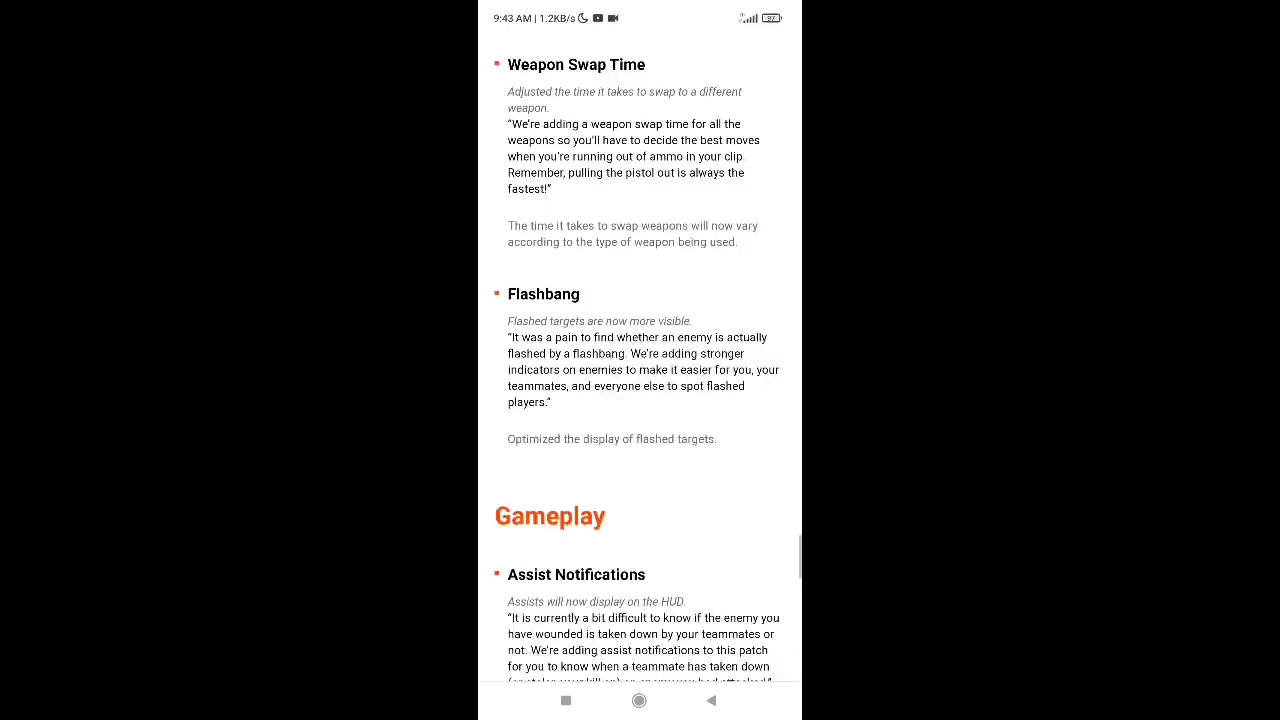 9:43 AM | 1.2KB/s
97
Weapon Swap Time
Adjusted the time it takes to swap to a different
weapon.
“We’re adding a weapon swap time for all the
weapons so you’ll have to decide the best moves
when you’re running out of ammo in your clip.
Remember, pulling the pistol out is always the
fastest!”
The time it takes to swap weapons will now vary
according to the type of weapon being used.
Flashbang
Flashed targets are now more visible.
“It was a pain to find whether an enemy is actually
flashed by a flashbang. We’re adding stronger
indicators on enemies to make it easier for you, your
teammates, and everyone else to spot flashed
players.”
Optimized the display of flashed targets.
Gameplay
Assist Notifications
Assists will now display on the HUD.
“It is currently a bit difficult to know if the enemy you
have wounded is taken down by your teammates or
not. We’re adding assist notifications to this patch
for you to know when a teammate has taken down